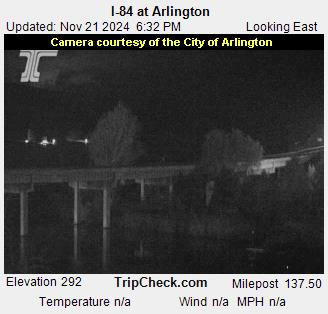 I-84 at Arlington
Updated: Nov 21 2024 6:32 PM Looking East
Camera courtesy of the City of Arlington
Elevation 292 TripCheck.com Milepost 137.50
Temperature n/a Wind n/a MPH n/a